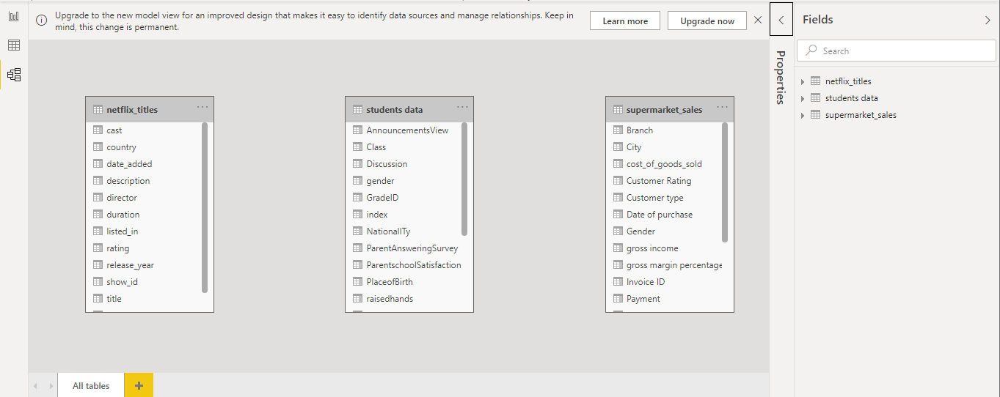 Upgrade to the new model view for an improved design that makes it easy to identify data sources and manage relationships. Keep in
mind, this change is permanent.
Learn more
Upgrade now
Properties
Fields
Search
netflix_titles
students data
supermarket_sales
netflix_titles
cast
country
date_added
description
director
duration
listed_in
rating
release_year
show_id
title
students data
AnnouncementsView
Class
Discussion
gender
GradeID
index
NationalITy
ParentAnsweringSurvey
ParentschoolSatisfaction
PlaceofBirth
raisedhands
supermarket_sales
Branch
City
cost_of_goods_sold
Customer Rating
Customer type
Date of purchase
Gender
gross income
gross margin percentage
Invoice ID
Payment
All tables